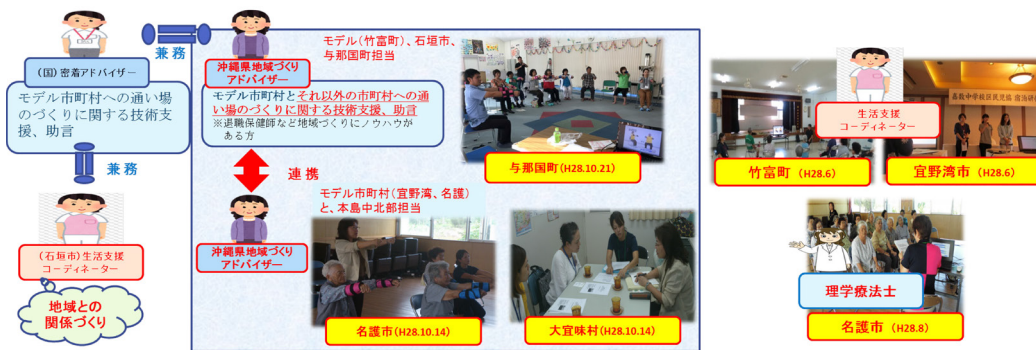 兼務
(国)密着アドバイザー
モデル市町村への通い場
のづくりに関する技術支
援、助言
兼務
(石垣市)生活支援
コーディネーター
地域との
関係づくり
モデル(竹富町)、石垣市、
与那国町担当
沖縄県地域づくり
アドバイザー
モデル市町村とそれ以外の市町村への通
い場のづくりに関する技術支援、助言
※退職保健師など地域づくりにノウハウが
ある方
与那国町(H28.10.21)
連携
モデル市町村(宜野湾、名護)
と、本島中北部担当
沖縄県地域づくり
アドバイザー
名護市(H28.10.14)
大宜味村(H28.10.14)
生活支援
コーディネーター
竹富町(H28.6)
宜野湾市(H28.6)
理学療法士
名護市(H28.8)